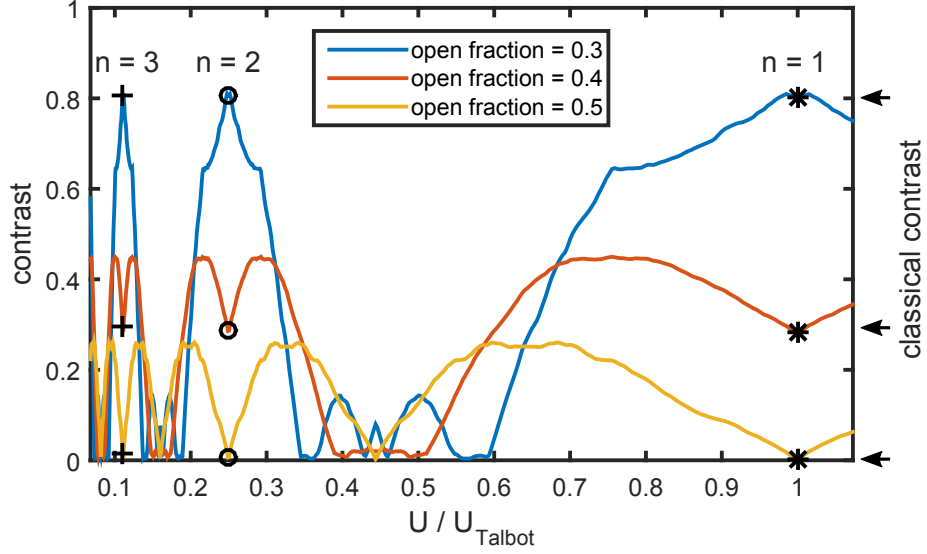 open fraction = 0.3
open fraction = 0.4
open fraction = 0.5
n = 3
n = 2
n = 1
1
0.8
0.6
0.4
0.2
0
contrast
classical contrast
0.1
0.2
0.3
0.4
0.5
0.6
0.7
0.8
0.9
1
U / U_Talbot